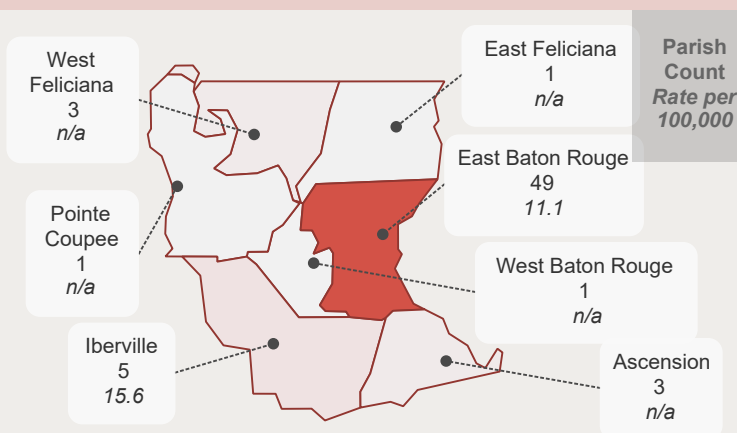 West
Feliciana
3
n/a
East Feliciana
1
n/a
Parish
Count
Rate per
100,000
East Baton Rouge
49
11.1
Pointe
Coupee
1
n/a
West Baton Rouge
1
n/a
Iberville
5
15.6
Ascension
3
n/a